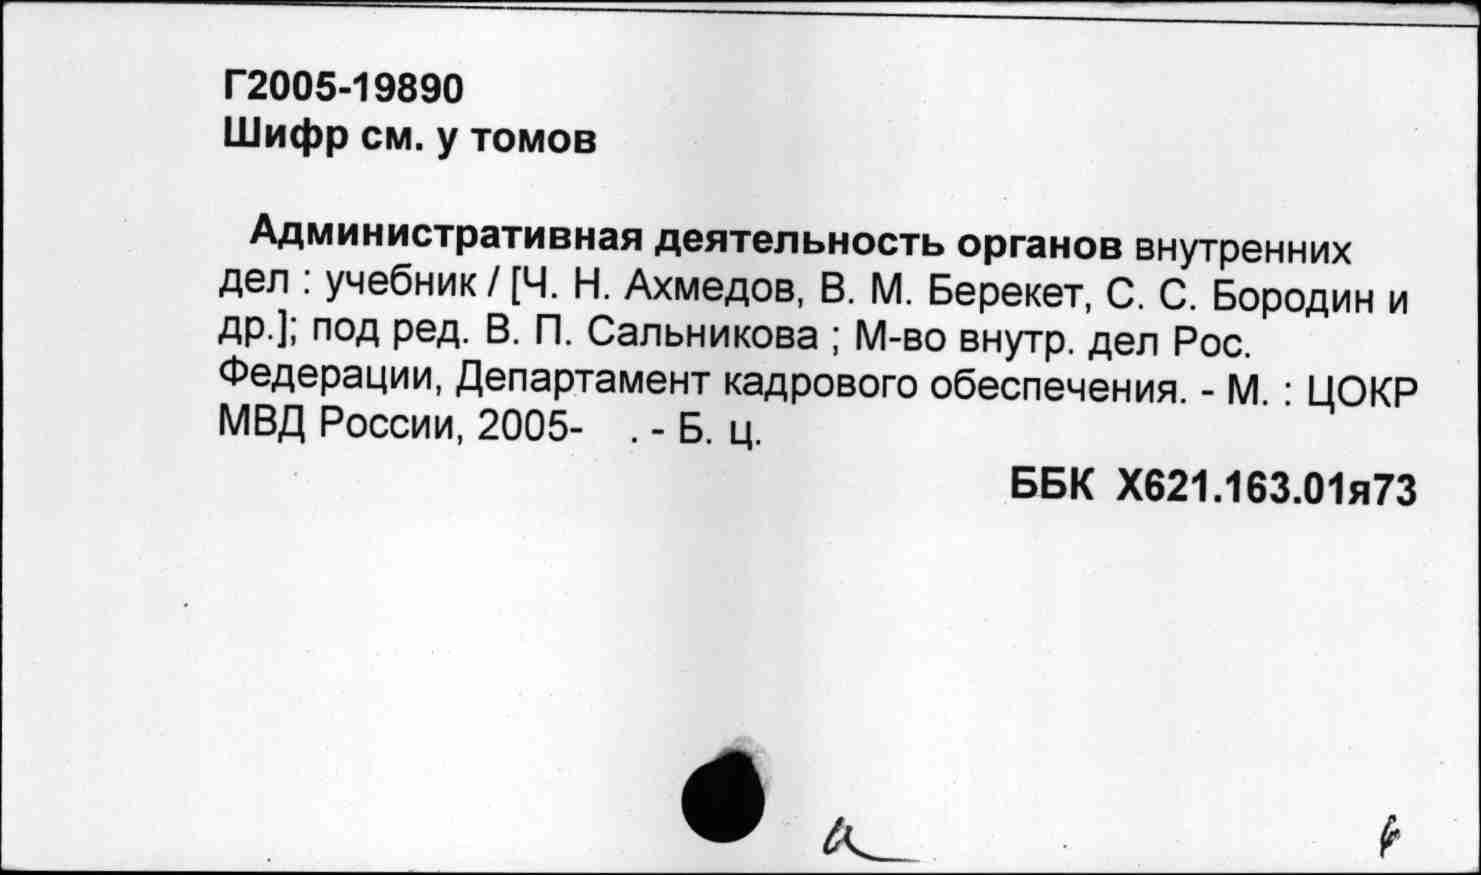 Г2005-19890
Шифр см. у томов
Административная деятельность органов внутренних
дел : учебник / [Ч. Н. Ахмедов, В. М. Берекет, С. С. Бородин и
др.]; под ред. В. П. Сальникова ; М-во внутр. дел Рос.
Федерации, Департамент кадрового обеспечения. - М. : ЦОКР
МВД России, 2005-    . - Б. ц.
ББК Х621.163.01я73